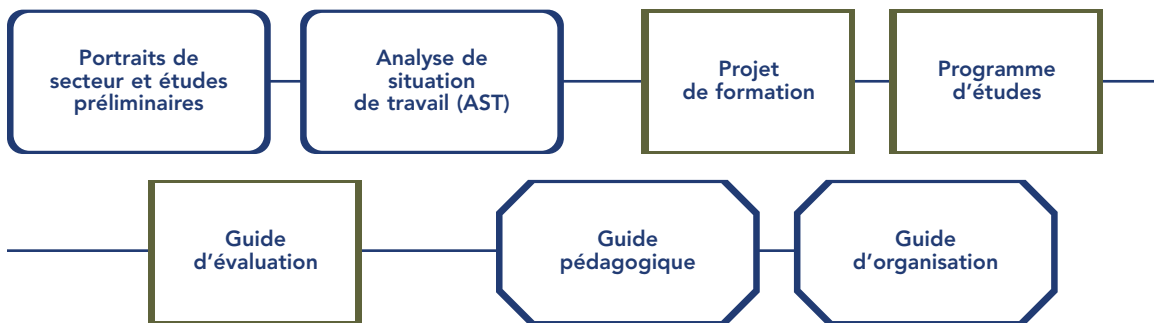 Portraits de
secteur et études
préliminaires
Analyse de
situation
de travail (AST)
Projet
de formation
Programme
d’études
Guide
d’évaluation
Guide
pédagogique
Guide
d’organisation